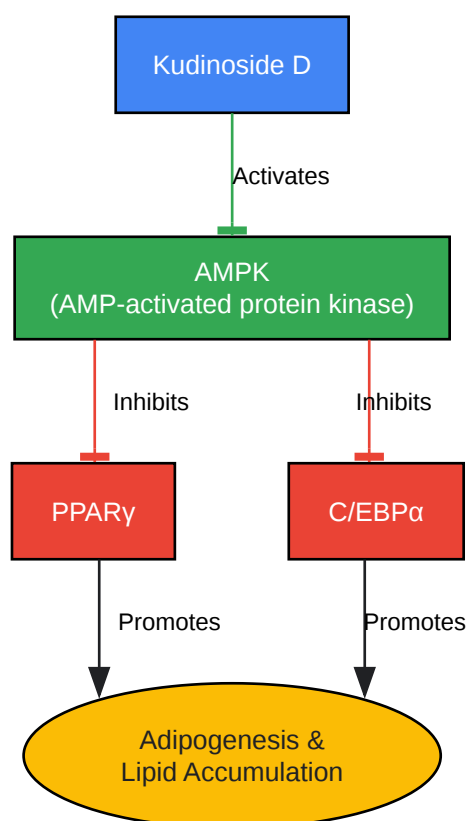 Kudinoside D
Activates
AMPK
(AMP-activated protein kinase)
Inhibits
Inhibits
PPARγ
C/EBPα
Promotes
Promotes
Adipogenesis &
Lipid Accumulation